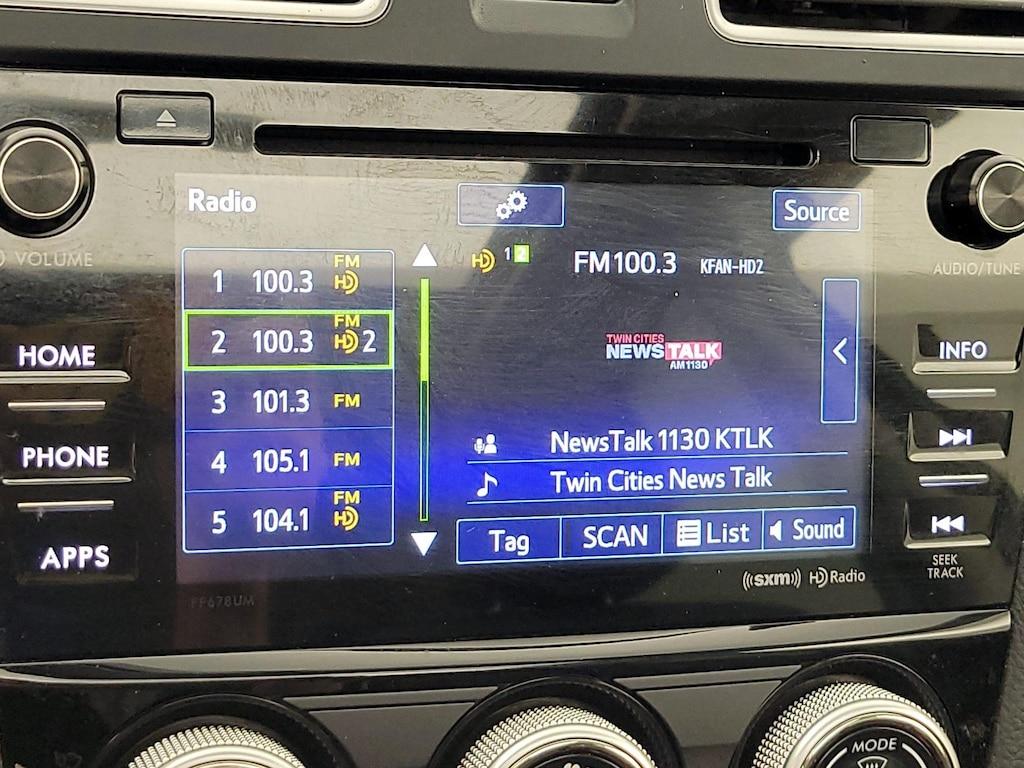 Radio
Source
VOLUME
AUDIO/TUNE
1 100.3 FM HD
2 100.3 FM HD 2
3 101.3 FM
4 105.1 FM
5 104.1 FM HD
HD 1 2
FM100.3 KFAN-HD2
TWIN CITIES
NEWS TALK
AM1130
NewsTalk 1130 KTLK
Twin Cities News Talk
Tag SCAN List Sound
HOME
PHONE
APPS
INFO
SEEK
TRACK
((sxm)) HD Radio
PF678UM
MODE